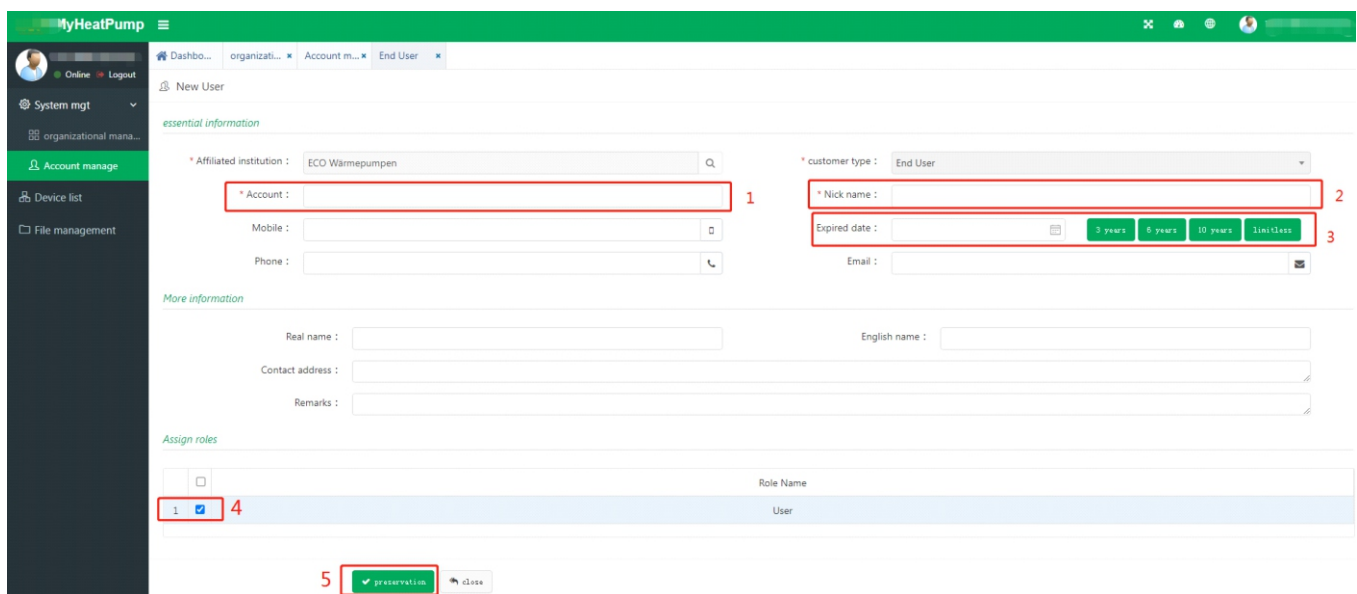 MyHeatPump
Online Logout
System mgt
organizational mana...
Account manage
Device list
File management
Dashbo... organizati... × Account m... × End User ×
New User
essential information
* Affiliated institution : ECO Wärmepumpen * customer type : End User
* Account : 1 * Nick name : 2
Mobile : Expired date : 3 years 5 years 10 years limitless 3
Phone : Email :
More information
Real name : English name :
Contact address :
Remarks :
Assign roles
Role Name
1 4 User
5 preservation close